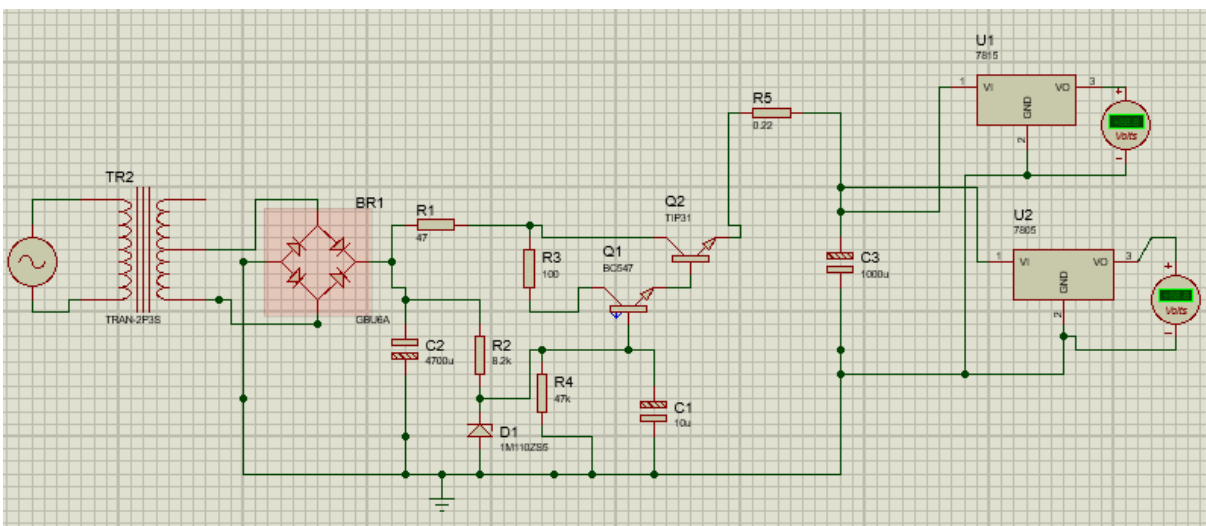 TR2
TRAN-2P3S
BR1
GBU6A
R1
47
C2
4700u
R2
8.2k
D1
1M110ZS5
R3
100
R4
47k
Q1
BC547
C1
10u
Q2
TIP31
R5
0.22
C3
1000u
U1
7815
1
VI
VO
3
GND
2
+
Volts
-
U2
7805
1
VI
VO
3
GND
2
+
Volts
-